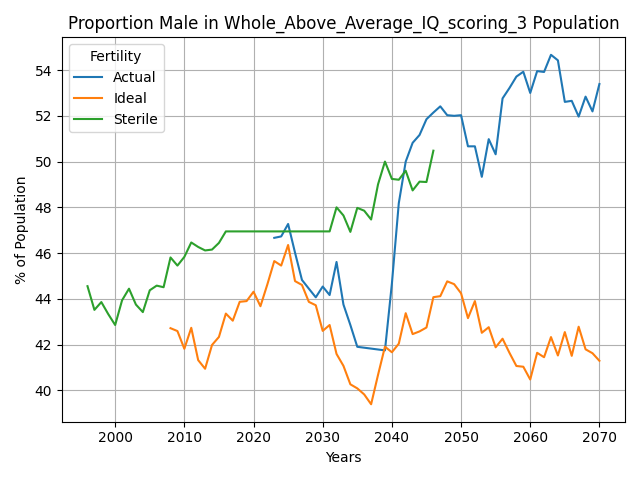 Proportion Male in Whole_Above_Average_IQ_scoring_3 Population
Fertility
Actual
Ideal
Sterile
% of Population
54
52
50
48
46
44
42
40
2000
2010
2020
2030
2040
2050
2060
2070
Years